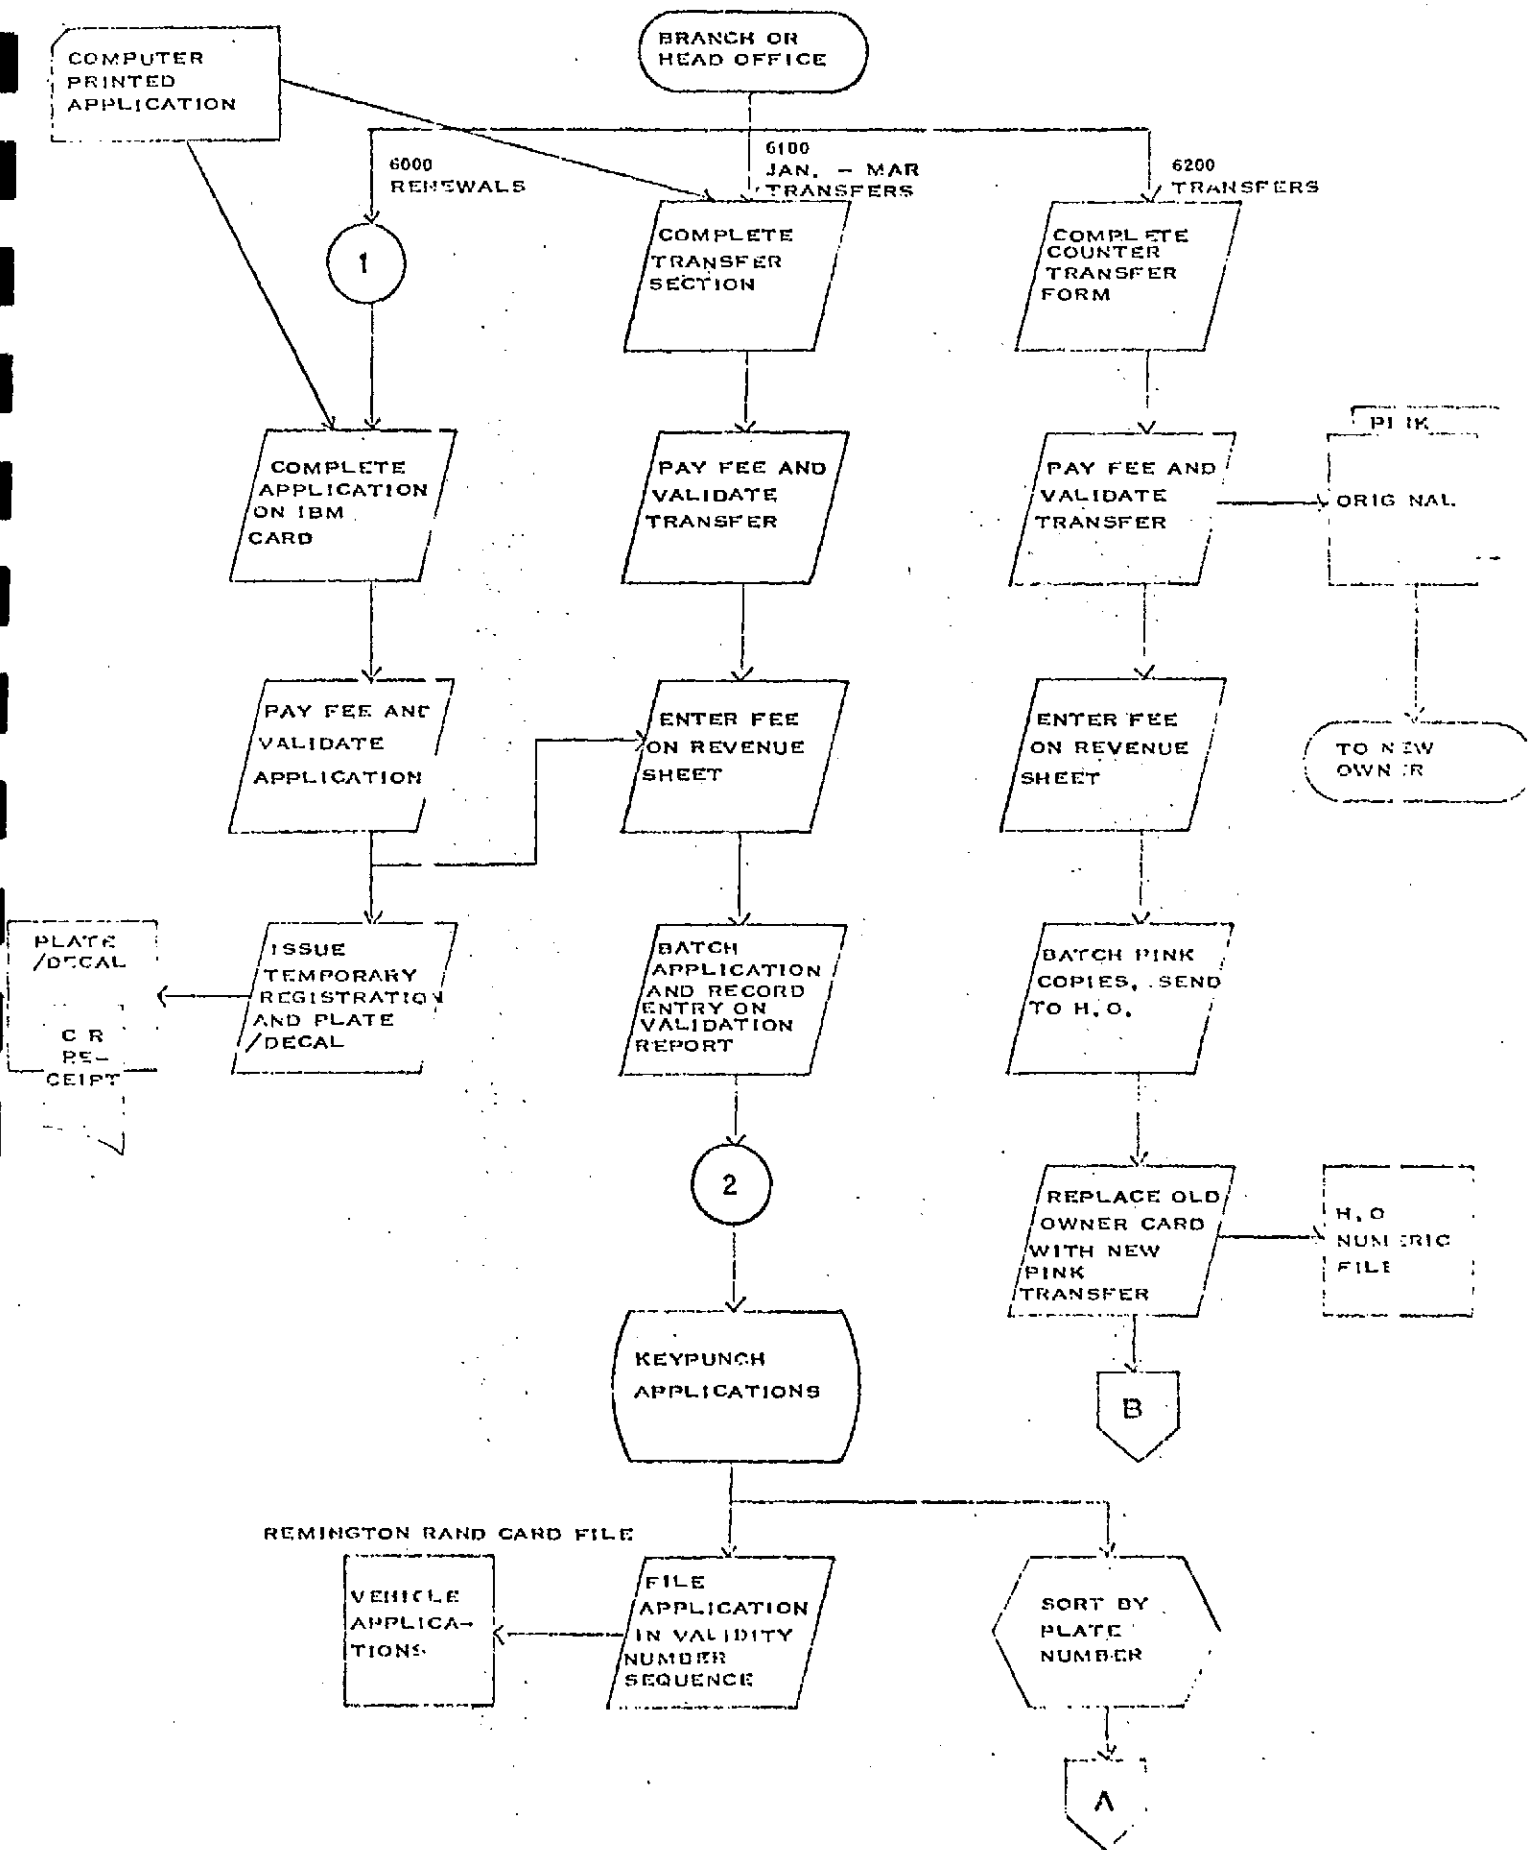 COMPUTER
PRINTED
APPLICATION
BRANCH OR
HEAD OFFICE
6000
RENEWALS
6100
JAN. - MAR
TRANSFERS
6200
TRANSFERS
1
COMPLETE
TRANSFER
SECTION
COMPLETE
COUNTER
TRANSFER
FORM
COMPLETE
APPLICATION
ON IBM
CARD
PAY FEE AND
VALIDATE
TRANSFER
PAY FEE AND
VALIDATE
TRANSFER
PINK
ORIGINAL
PAY FEE AND
VALIDATE
APPLICATION
ENTER FEE
ON REVENUE
SHEET
ENTER FEE
ON REVENUE
SHEET
TO NEW
OWNER
PLATE
/DECAL
C R
RE-
CEIPT
ISSUE
TEMPORARY
REGISTRATION
AND PLATE
/DECAL
BATCH
APPLICATION
AND RECORD
ENTRY ON
VALIDATION
REPORT
BATCH PINK
COPIES, SEND
TO H.O.
2
REPLACE OLD
OWNER CARD
WITH NEW
PINK
TRANSFER
H.O
NUMERIC
FILE
KEYPUNCH
APPLICATIONS
B
REMINGTON RAND CARD FILE
VEHICLE
APPLICA-
TIONS
FILE
APPLICATION
IN VALIDITY
NUMBER
SEQUENCE
SORT BY
PLATE
NUMBER
A